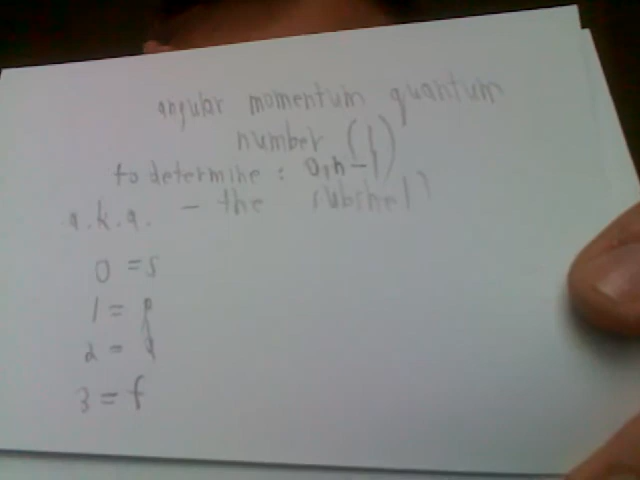 angular momentum quantum
number (l)
to determine : 0, n-1
a.k.a. - the subshell
0 = s
1 = p
2 = d
3 = f